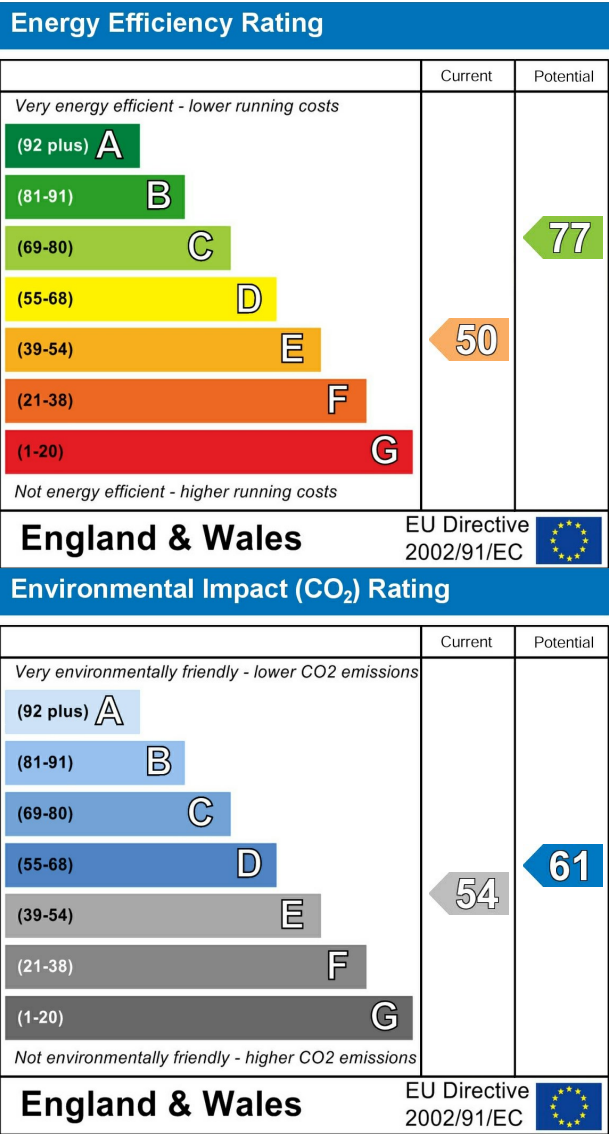 Energy Efficiency Rating
Current Potential
Very energy efficient - lower running costs
(92 plus) A
(81-91) B
(69-80) C
77
(55-68) D
(39-54) E
50
(21-38) F
(1-20) G
Not energy efficient - higher running costs
England & Wales
EU Directive
2002/91/EC
Environmental Impact (CO₂) Rating
Current Potential
Very environmentally friendly - lower CO2 emissions
(92 plus) A
(81-91) B
(69-80) C
(55-68) D
61
(39-54) E
54
(21-38) F
(1-20) G
Not environmentally friendly - higher CO2 emissions
England & Wales
EU Directive
2002/91/EC